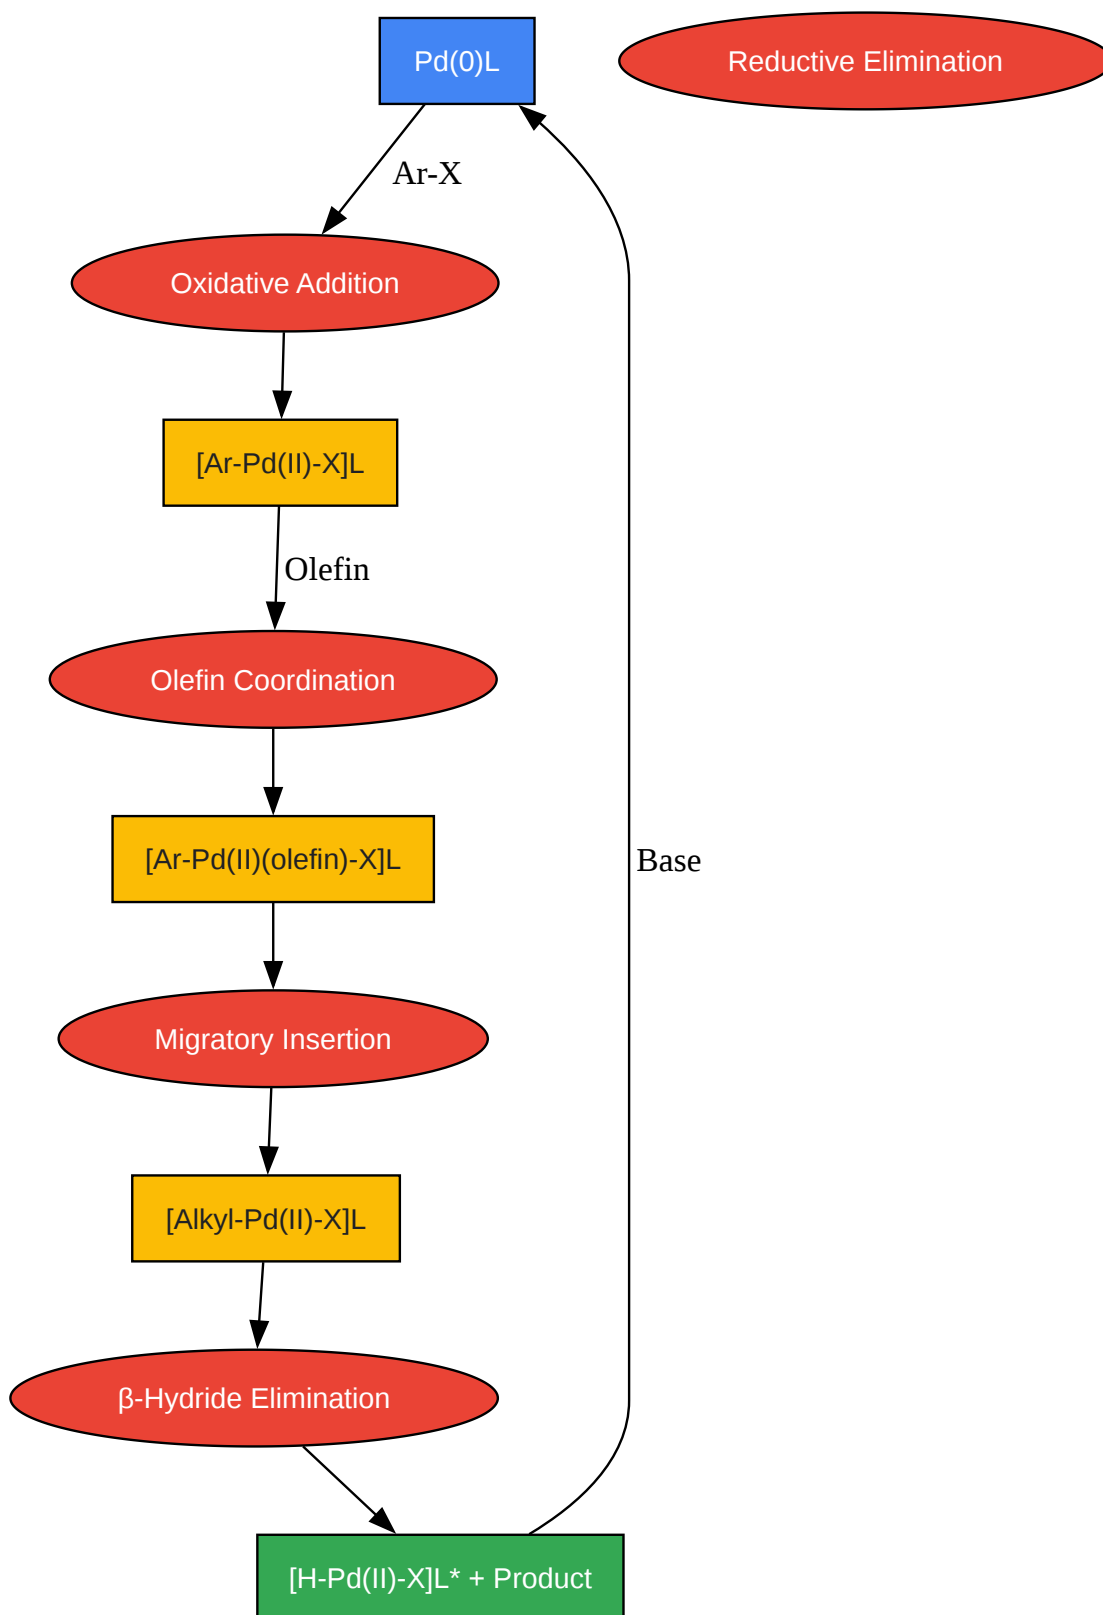 Pd(0)L
Reductive Elimination
Ar-X
Oxidative Addition
[Ar-Pd(II)-X]L
Olefin
Olefin Coordination
[Ar-Pd(II)(olefin)-X]L
Base
Migratory Insertion
[Alkyl-Pd(II)-X]L
β-Hydride Elimination
[H-Pd(II)-X]L* + Product